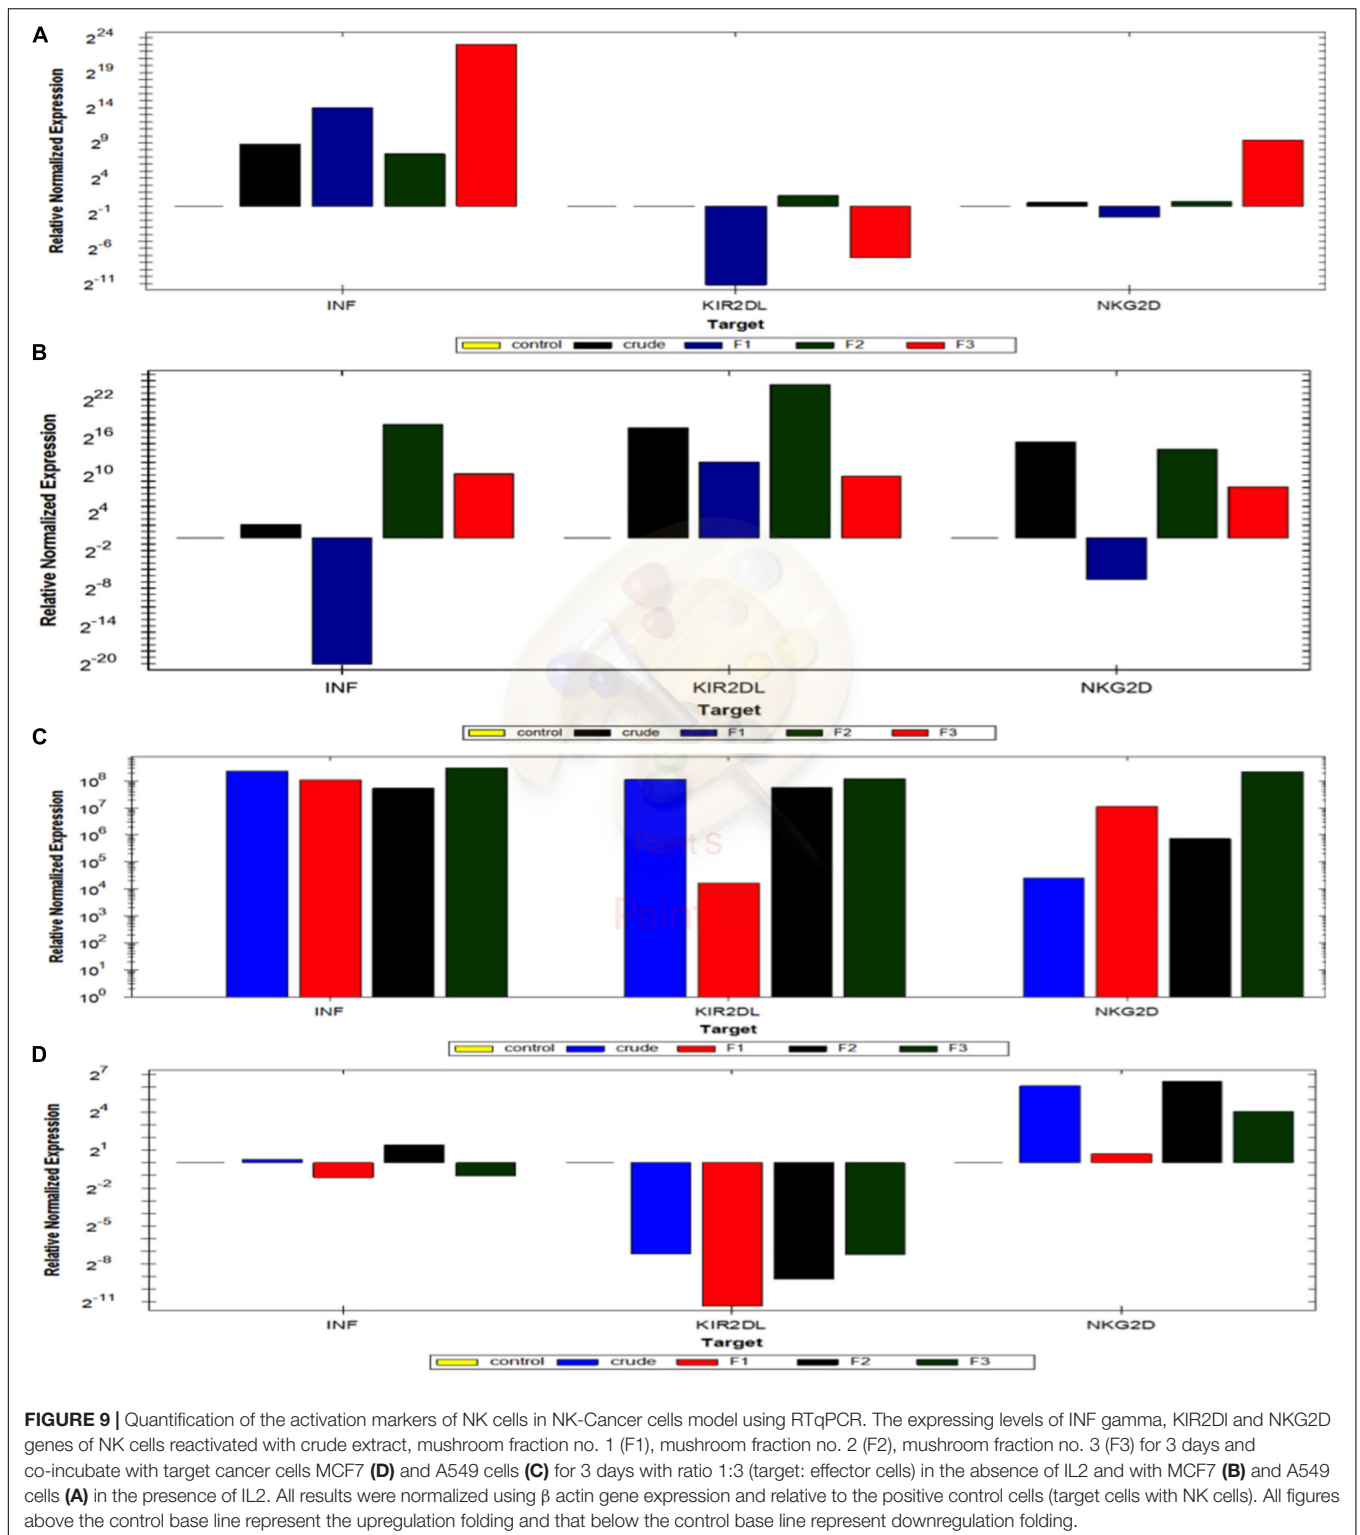 A
Relative Normalized Expression
2^24
2^19
2^14
2^9
2^4
2^-1
2^-6
2^-11
INF KIR2DL NKG2D
Target
control crude F1 F2 F3
B
Relative Normalized Expression
2^22
2^16
2^10
2^4
2^-2
2^-8
2^-14
2^-20
INF KIR2DL NKG2D
Target
control crude F1 F2 F3
C
Relative Normalized Expression
10^8
10^7
10^6
10^5
10^4
10^3
10^2
10^1
10^0
Paint S
Paint
INF KIR2DL NKG2D
Target
control crude F1 F2 F3
D
Relative Normalized Expression
2^7
2^4
2^1
2^-2
2^-5
2^-8
2^-11
INF KIR2DL NKG2D
Target
control crude F1 F2 F3
FIGURE 9 | Quantification of the activation markers of NK cells in NK-Cancer cells model using RTqPCR. The expressing levels of INF gamma, KIR2Dl and NKG2D
genes of NK cells reactivated with crude extract, mushroom fraction no. 1 (F1), mushroom fraction no. 2 (F2), mushroom fraction no. 3 (F3) for 3 days and
co-incubate with target cancer cells MCF7 (D) and A549 cells (C) for 3 days with ratio 1:3 (target: effector cells) in the absence of IL2 and with MCF7 (B) and A549
cells (A) in the presence of IL2. All results were normalized using β actin gene expression and relative to the positive control cells (target cells with NK cells). All figures
above the control base line represent the upregulation folding and that below the control base line represent downregulation folding.